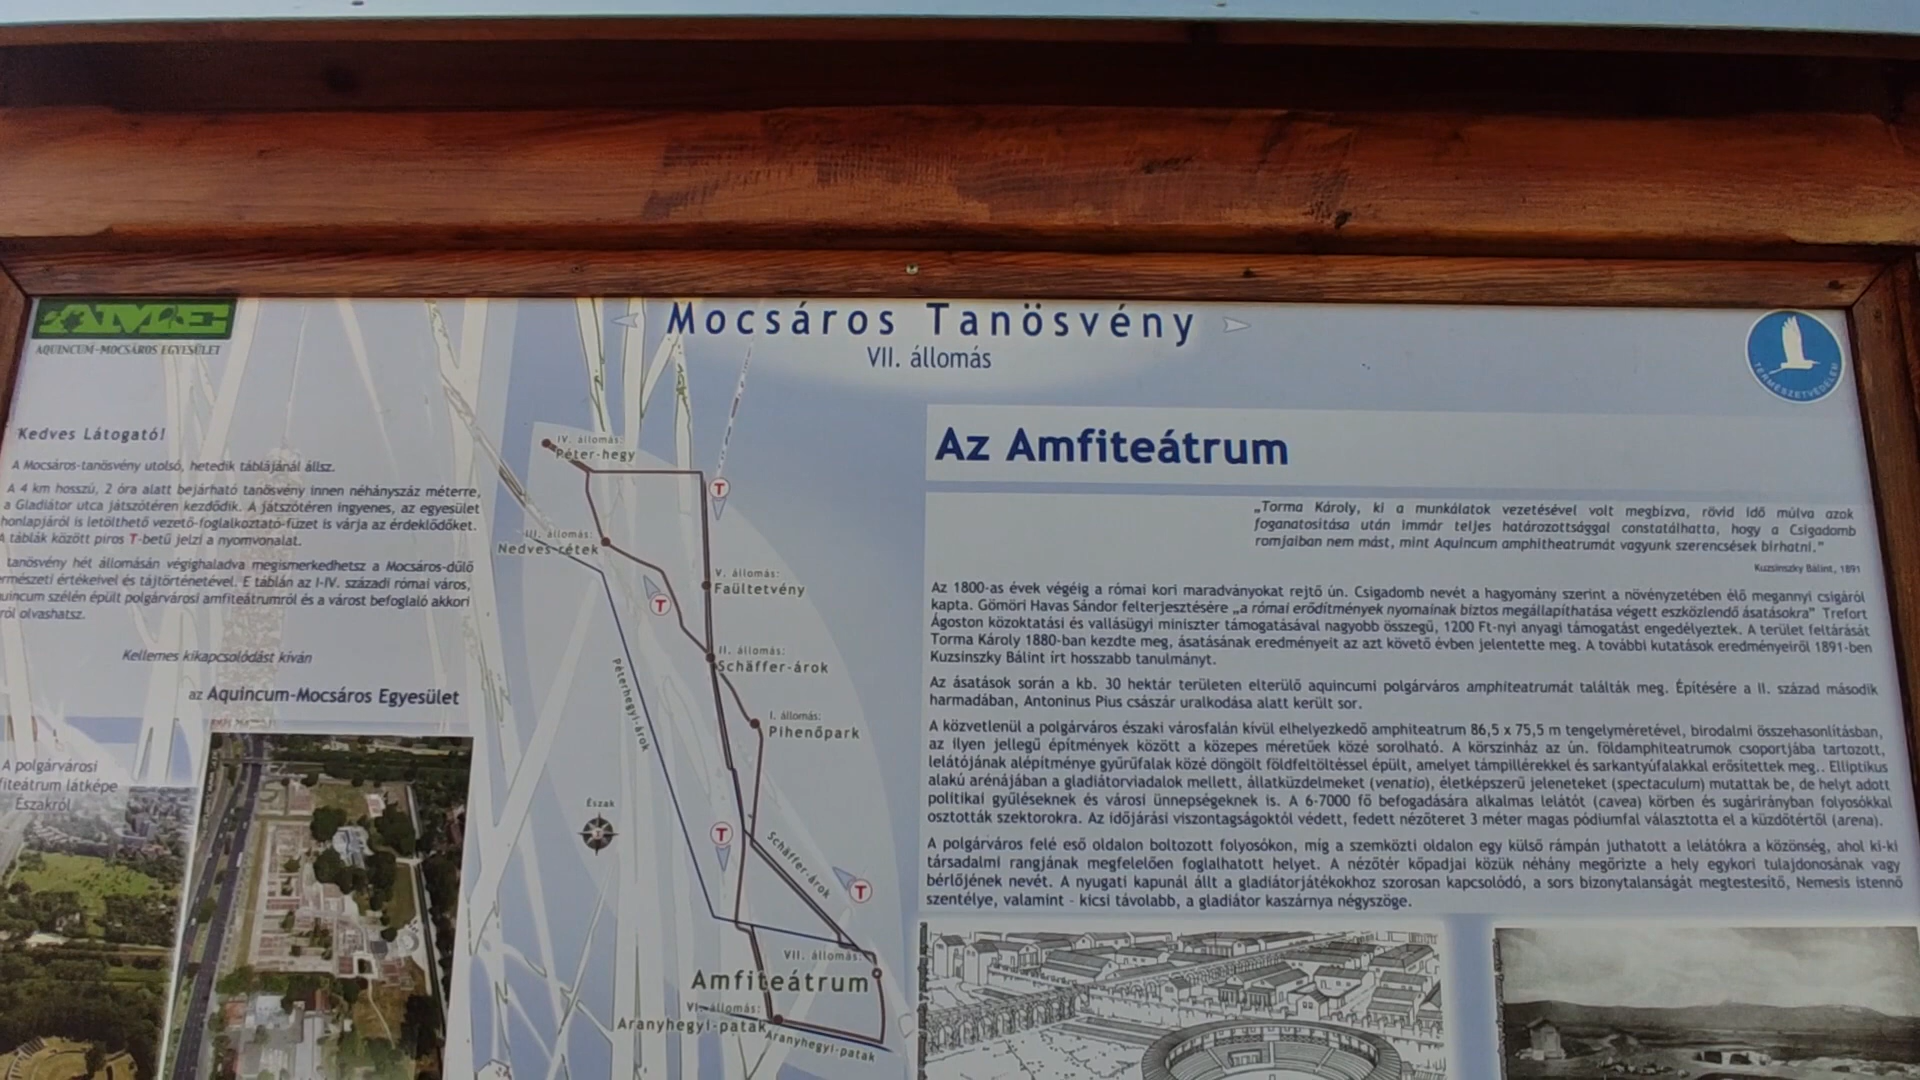 AME
AQUINCUM-MOCSÁROS EGYESÜLET
Mocsáros Tanösvény
VII. állomás
TERMÉSZETVÉDELEM
Kedves Látogató!
A Mocsáros-tanösvény utolsó, hetedik táblájánál állsz.
A 4 km hosszú, 2 óra alatt bejárható tanösvény innen néhányszáz méterre,
a Gladiátor utca játszótéren kezdődik. A játszótéren ingyenes, az egyesület
honlapjáról is letölthető vezető-foglalkoztató-füzet is várja az érdeklődőket.
A táblák között piros T-betű jelzi a nyomvonalat.
tanösvény hét állomásán végighaladva megismerkedhetsz a Mocsáros-dűlő
értékeivel és tájtörténetével. E táblán az I-IV. századi római város,
szélén épült polgárvárosi amfiteátrumról és a várost befoglaló akkori
olvashatsz.
Kellemes kikapcsolódást kíván
az Aquincum-Mocsáros Egyesület
A polgárvárosi
látképe
Északról
IV. állomás:
Péter-hegy
T
III. állomás:
Nedves-rétek
V. állomás:
Faültetvény
T
II. állomás:
Schäffer-árok
Péterhegyi-árok
I. állomás:
Pihenőpark
Észak
T
Schäffer-árok
T
VII. állomás:
Amfiteátrum
VI. állomás:
Aranyhegyi-patak
Aranyhegyi-patak
Az Amfiteátrum
„Torma Károly, ki a munkálatok vezetésével volt megbízva, rövid idő múlva azok
foganatosítása után immár teljes határozottsággal constatálhatta, hogy a Csigadomb
romjaiban nem mást, mint Aquincum amphitheatrumát vagyunk szerencsések bírhatni.”
Kuzsinszky Bálint, 1891
Az 1800-as évek végéig a római kori maradványokat rejtő ún. Csigadomb nevét a hagyomány szerint a növényzetében élő megannyi csigáról
kapta. Gömöri Havas Sándor felterjesztésére „a római erődítmények nyomainak biztos megállapíthatása végett eszközlendő ásatásokra” Trefort
Ágoston közoktatási és vallásügyi miniszter támogatásával nagyobb összegű, 1200 Ft-nyi anyagi támogatást engedélyeztek. A terület feltárását
Torma Károly 1880-ban kezdte meg, ásatásának eredményeit az azt követő évben jelentette meg. A további kutatások eredményeiről 1891-ben
Kuzsinszky Bálint írt hosszabb tanulmányt.
Az ásatások során a kb. 30 hektár területen elterülő aquincumi polgárváros amphiteatrumát találták meg. Építésére a II. század második
harmadában, Antoninus Pius császár uralkodása alatt került sor.
A közvetlenül a polgárváros északi városfalán kívül elhelyezkedő amphiteatrum 86,5 x 75,5 m tengelyméretével, birodalmi összehasonlításban,
az ilyen jellegű építmények között a közepes méretűek közé sorolható. A körszínház az ún. földamphiteatrumok csoportjába tartozott,
lelátójának alépítménye gyűrűfalak közé döngölt földfeltöltéssel épült, amelyet támpillérekkel és sarkantyúfalakkal erősítettek meg.. Elliptikus
alakú arénájában a gladiátorviadalok mellett, állatküzdelmeket (venatio), életképszerű jeleneteket (spectaculum) mutattak be, de helyt adott
politikai gyűléseknek és városi ünnepségeknek is. A 6-7000 fő befogadására alkalmas lelátót (cavea) körben és sugárirányban folyosókkal
osztották szektorokra. Az időjárási viszontagságoktól védett, fedett nézőteret 3 méter magas pódiumfal választotta el a küzdőtértől (arena).
A polgárváros felé eső oldalon boltozott folyosókon, míg a szemközti oldalon egy külső rámpán juthatott a lelátókra a közönség, ahol ki-ki
társadalmi rangjának megfelelően foglalhatott helyet. A nézőtér kőpadjai közük néhány megőrizte a hely egykori tulajdonosának vagy
bérlőjének nevét. A nyugati kapunál állt a gladiátorjátékokhoz szorosan kapcsolódó, a sors bizonytalanságát megtestesítő, Nemesis istennő
szentélye, valamint - kicsi távolabb, a gladiátor kaszárnya négyszöge.